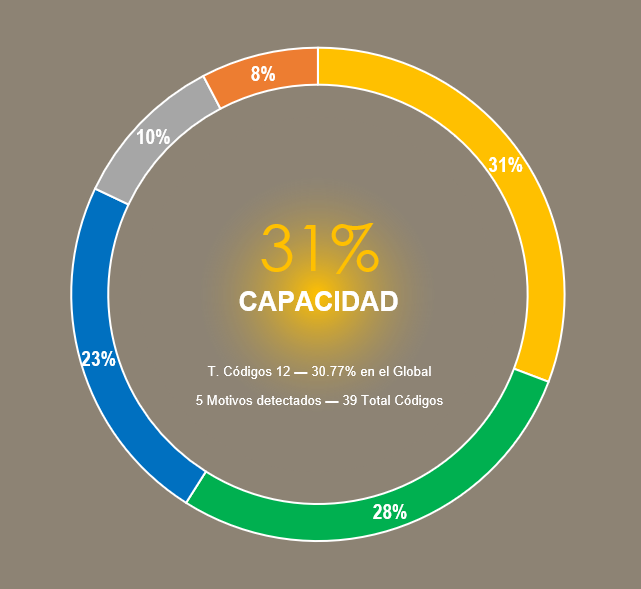 8%
10%
31%
31%
CAPACIDAD
23%
T. Códigos 12 — 30.77% en el Global
5 Motivos detectados — 39 Total Códigos
28%